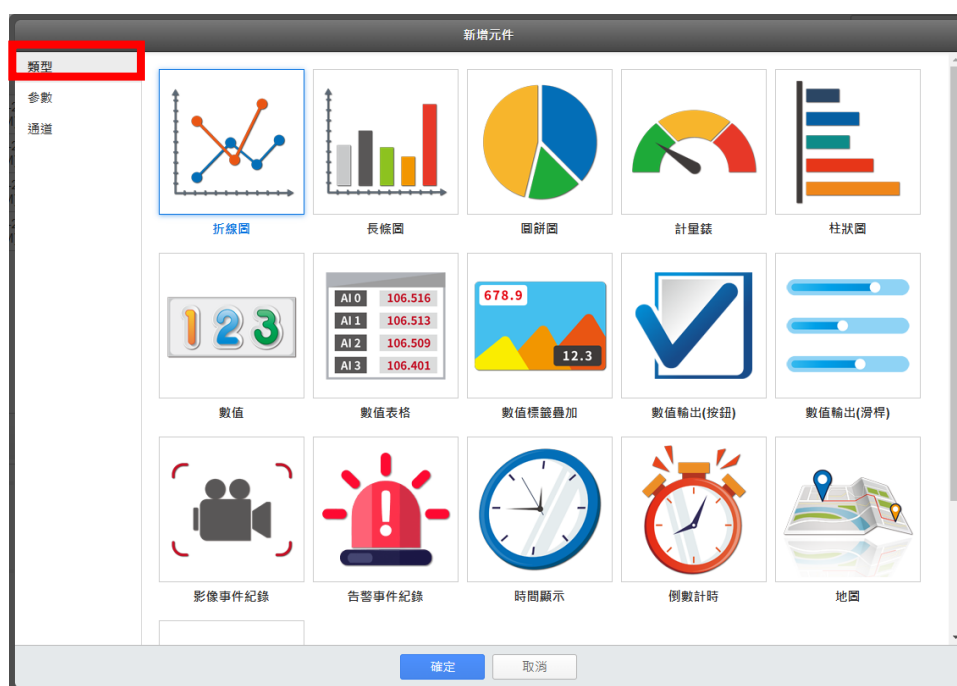 新增元件
類型
參數
通道
折線圖
長條圖
圓餅圖
計量錶
柱狀圖
123
AI 0 106.516
AI 1 106.513
AI 2 106.509
AI 3 106.401
678.9
12.3
數值
數值表格
數值標籤疊加
數值輸出(按鈕)
數值輸出(滑桿)
影像事件紀錄
告警事件紀錄
時間顯示
倒數計時
地圖
確定
取消